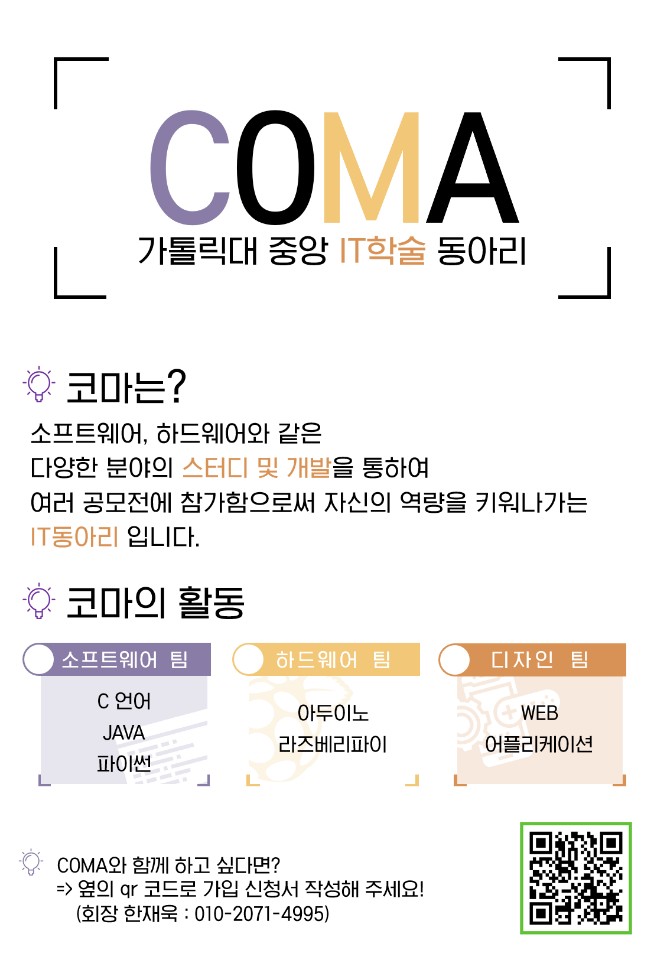 COMA
가톨릭대 중앙 IT학술 동아리
코마는?
소프트웨어, 하드웨어와 같은
다양한 분야의 스터디 및 개발을 통하여
여러 공모전에 참가함으로써 자신의 역량을 키워나가는
IT동아리 입니다.
코마의 활동
소프트웨어 팀
C 언어
JAVA
파이썬
하드웨어 팀
아두이노
라즈베리파이
디자인 팀
WEB
어플리케이션
COMA와 함께 하고 싶다면?
=> 옆의 qr 코드로 가입 신청서 작성해 주세요!
(회장 한재욱 : 010-2071-4995)